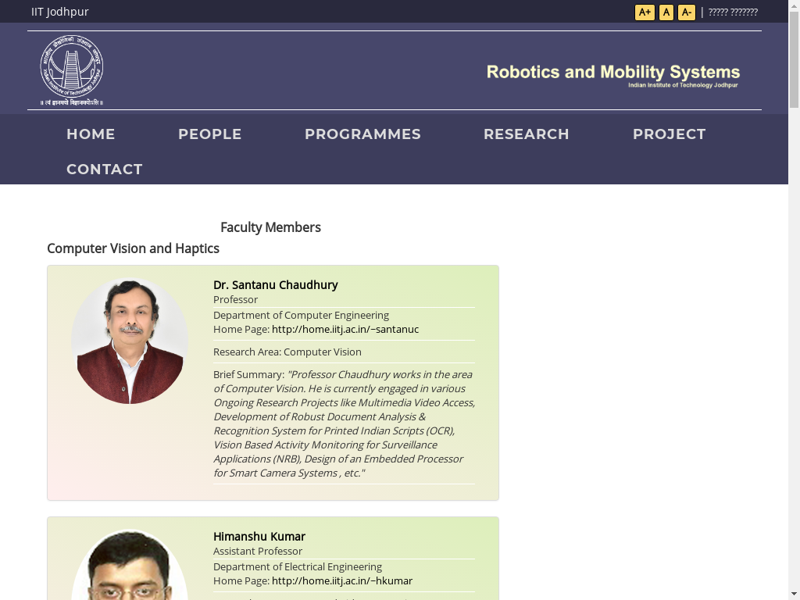 IIT Jodhpur
A+ A A- | ????? ???????
Robotics and Mobility Systems
Indian Institute of Technology Jodhpur
॥ त्वं ज्ञानमयो विज्ञानमयोऽसि ॥
HOME PEOPLE PROGRAMMES RESEARCH PROJECT
CONTACT
Faculty Members
Computer Vision and Haptics
Dr. Santanu Chaudhury
Professor
Department of Computer Engineering
Home Page: http://home.iitj.ac.in/~santanuc
Research Area: Computer Vision
Brief Summary: "Professor Chaudhury works in the area
of Computer Vision. He is currently engaged in various
Ongoing Research Projects like Multimedia Video Access,
Development of Robust Document Analysis &
Recognition System for Printed Indian Scripts (OCR),
Vision Based Activity Monitoring for Surveillance
Applications (NRB), Design of an Embedded Processor
for Smart Camera Systems , etc."
Himanshu Kumar
Assistant Professor
Department of Electrical Engineering
Home Page: http://home.iitj.ac.in/~hkumar